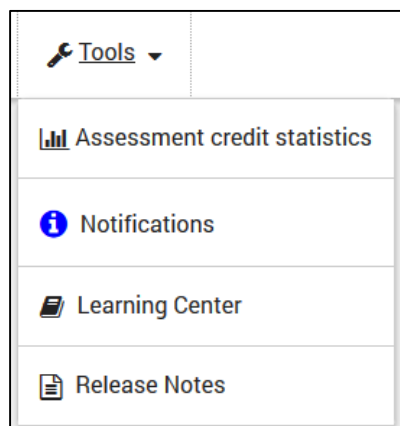 Tools
Assessment credit statistics
Notifications
Learning Center
Release Notes